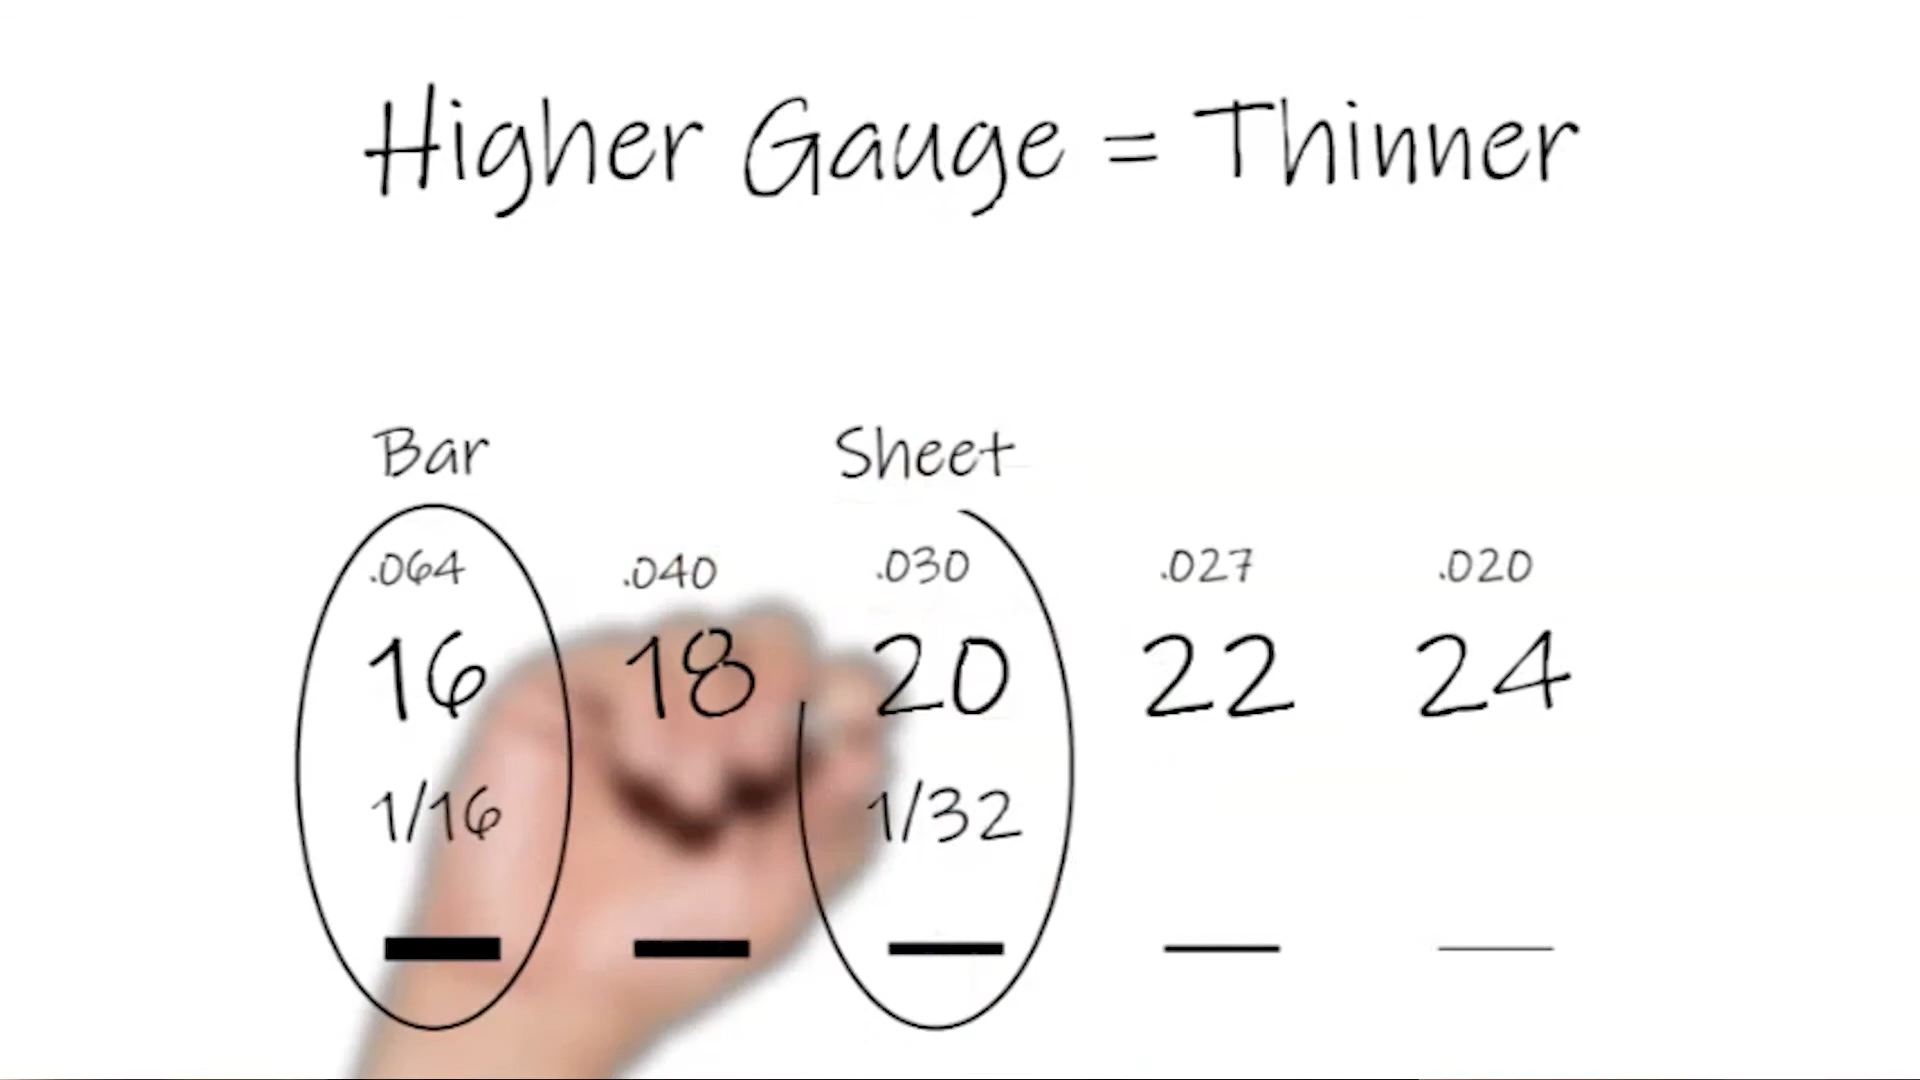 Higher Gauge = Thinner
Bar Sheet
.064 .040 .030 .027 .020
16 18 20 22 24
1/16 1/32